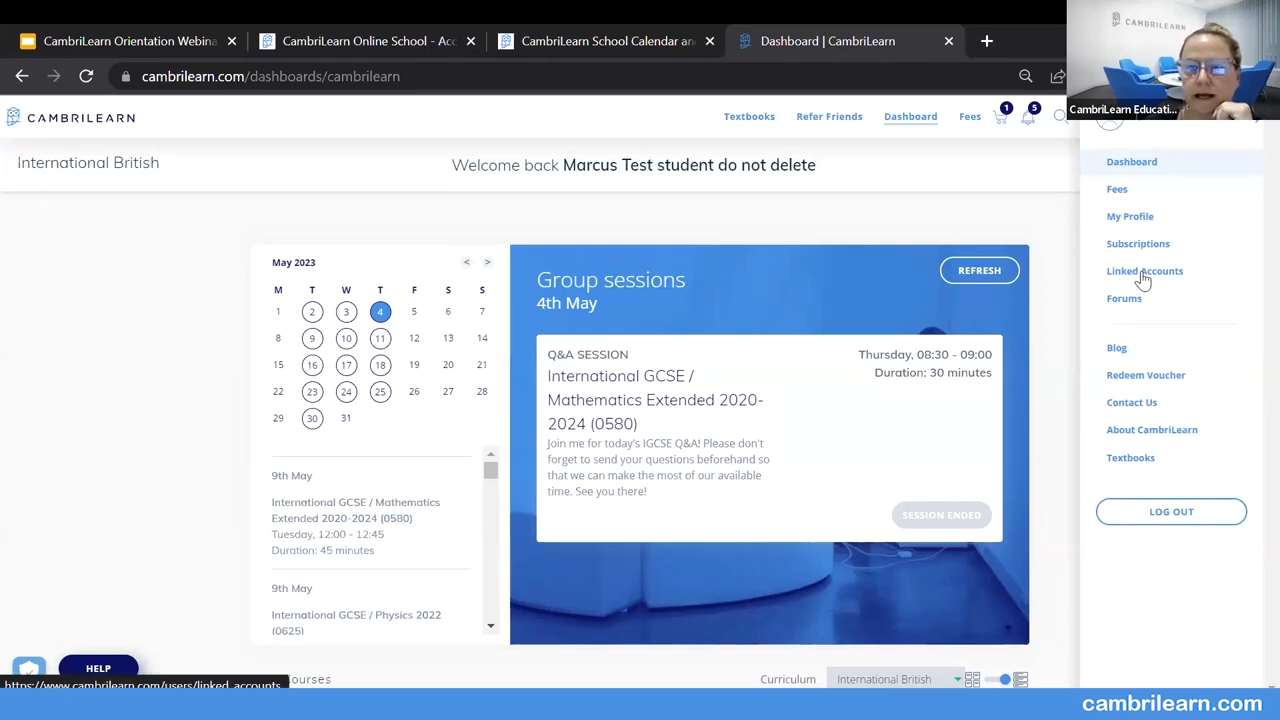 CambriLearn Orientation Webina
CambriLearn Online School - Acc
CambriLearn School Calendar an
Dashboard | CambriLearn
CAMBRILEARN
cambrilearn.com/dashboards/cambrilearn
CambriLearn Educati...
CAMBRILEARN
Textbooks
Refer Friends
Dashboard
Fees
1
5
International British
Welcome back Marcus Test student do not delete
May 2023
< >
M T W T F S S
1 2 3 4 5 6 7
8 9 10 11 12 13 14
15 16 17 18 19 20 21
22 23 24 25 26 27 28
29 30 31
9th May
International GCSE / Mathematics
Extended 2020-2024 (0580)
Tuesday, 12:00 - 12:45
Duration: 45 minutes
9th May
International GCSE / Physics 2022
(0625)
Group sessions
4th May
REFRESH
Q&A SESSION
International GCSE /
Mathematics Extended 2020-
2024 (0580)
Thursday, 08:30 - 09:00
Duration: 30 minutes
Join me for today's IGCSE Q&A! Please don't
forget to send your questions beforehand so
that we can make the most of our available
time. See you there!
SESSION ENDED
Dashboard
Fees
My Profile
Subscriptions
Linked Accounts
Forums
Blog
Redeem Voucher
Contact Us
About CambriLearn
Textbooks
LOG OUT
HELP
https://www.cambrilearn.com/users/linked_accounts
ourses
Curriculum
International British
cambrilearn.com